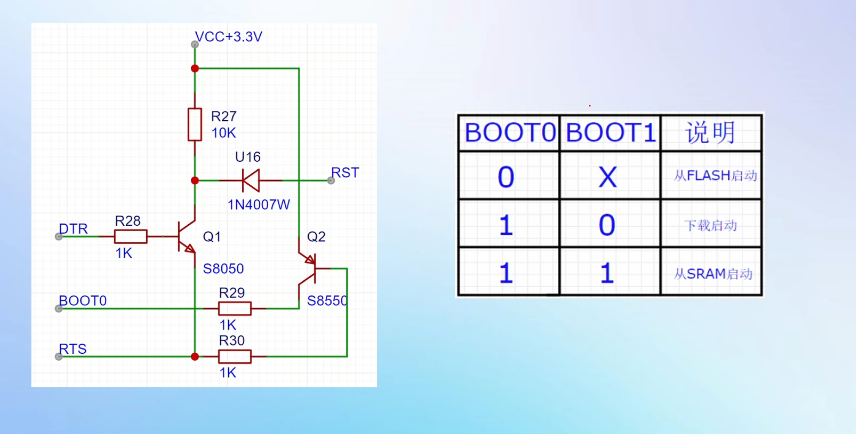 VCC+3.3V
R27
10K
U16
RST
1N4007W
DTR
R28
1K
Q1
Q2
S8050
BOOT0
R29
1K
S8550
RTS
R30
1K
BOOT0 BOOT1 说明
0 X 从FLASH启动
1 0 下载启动
1 1 从SRAM启动